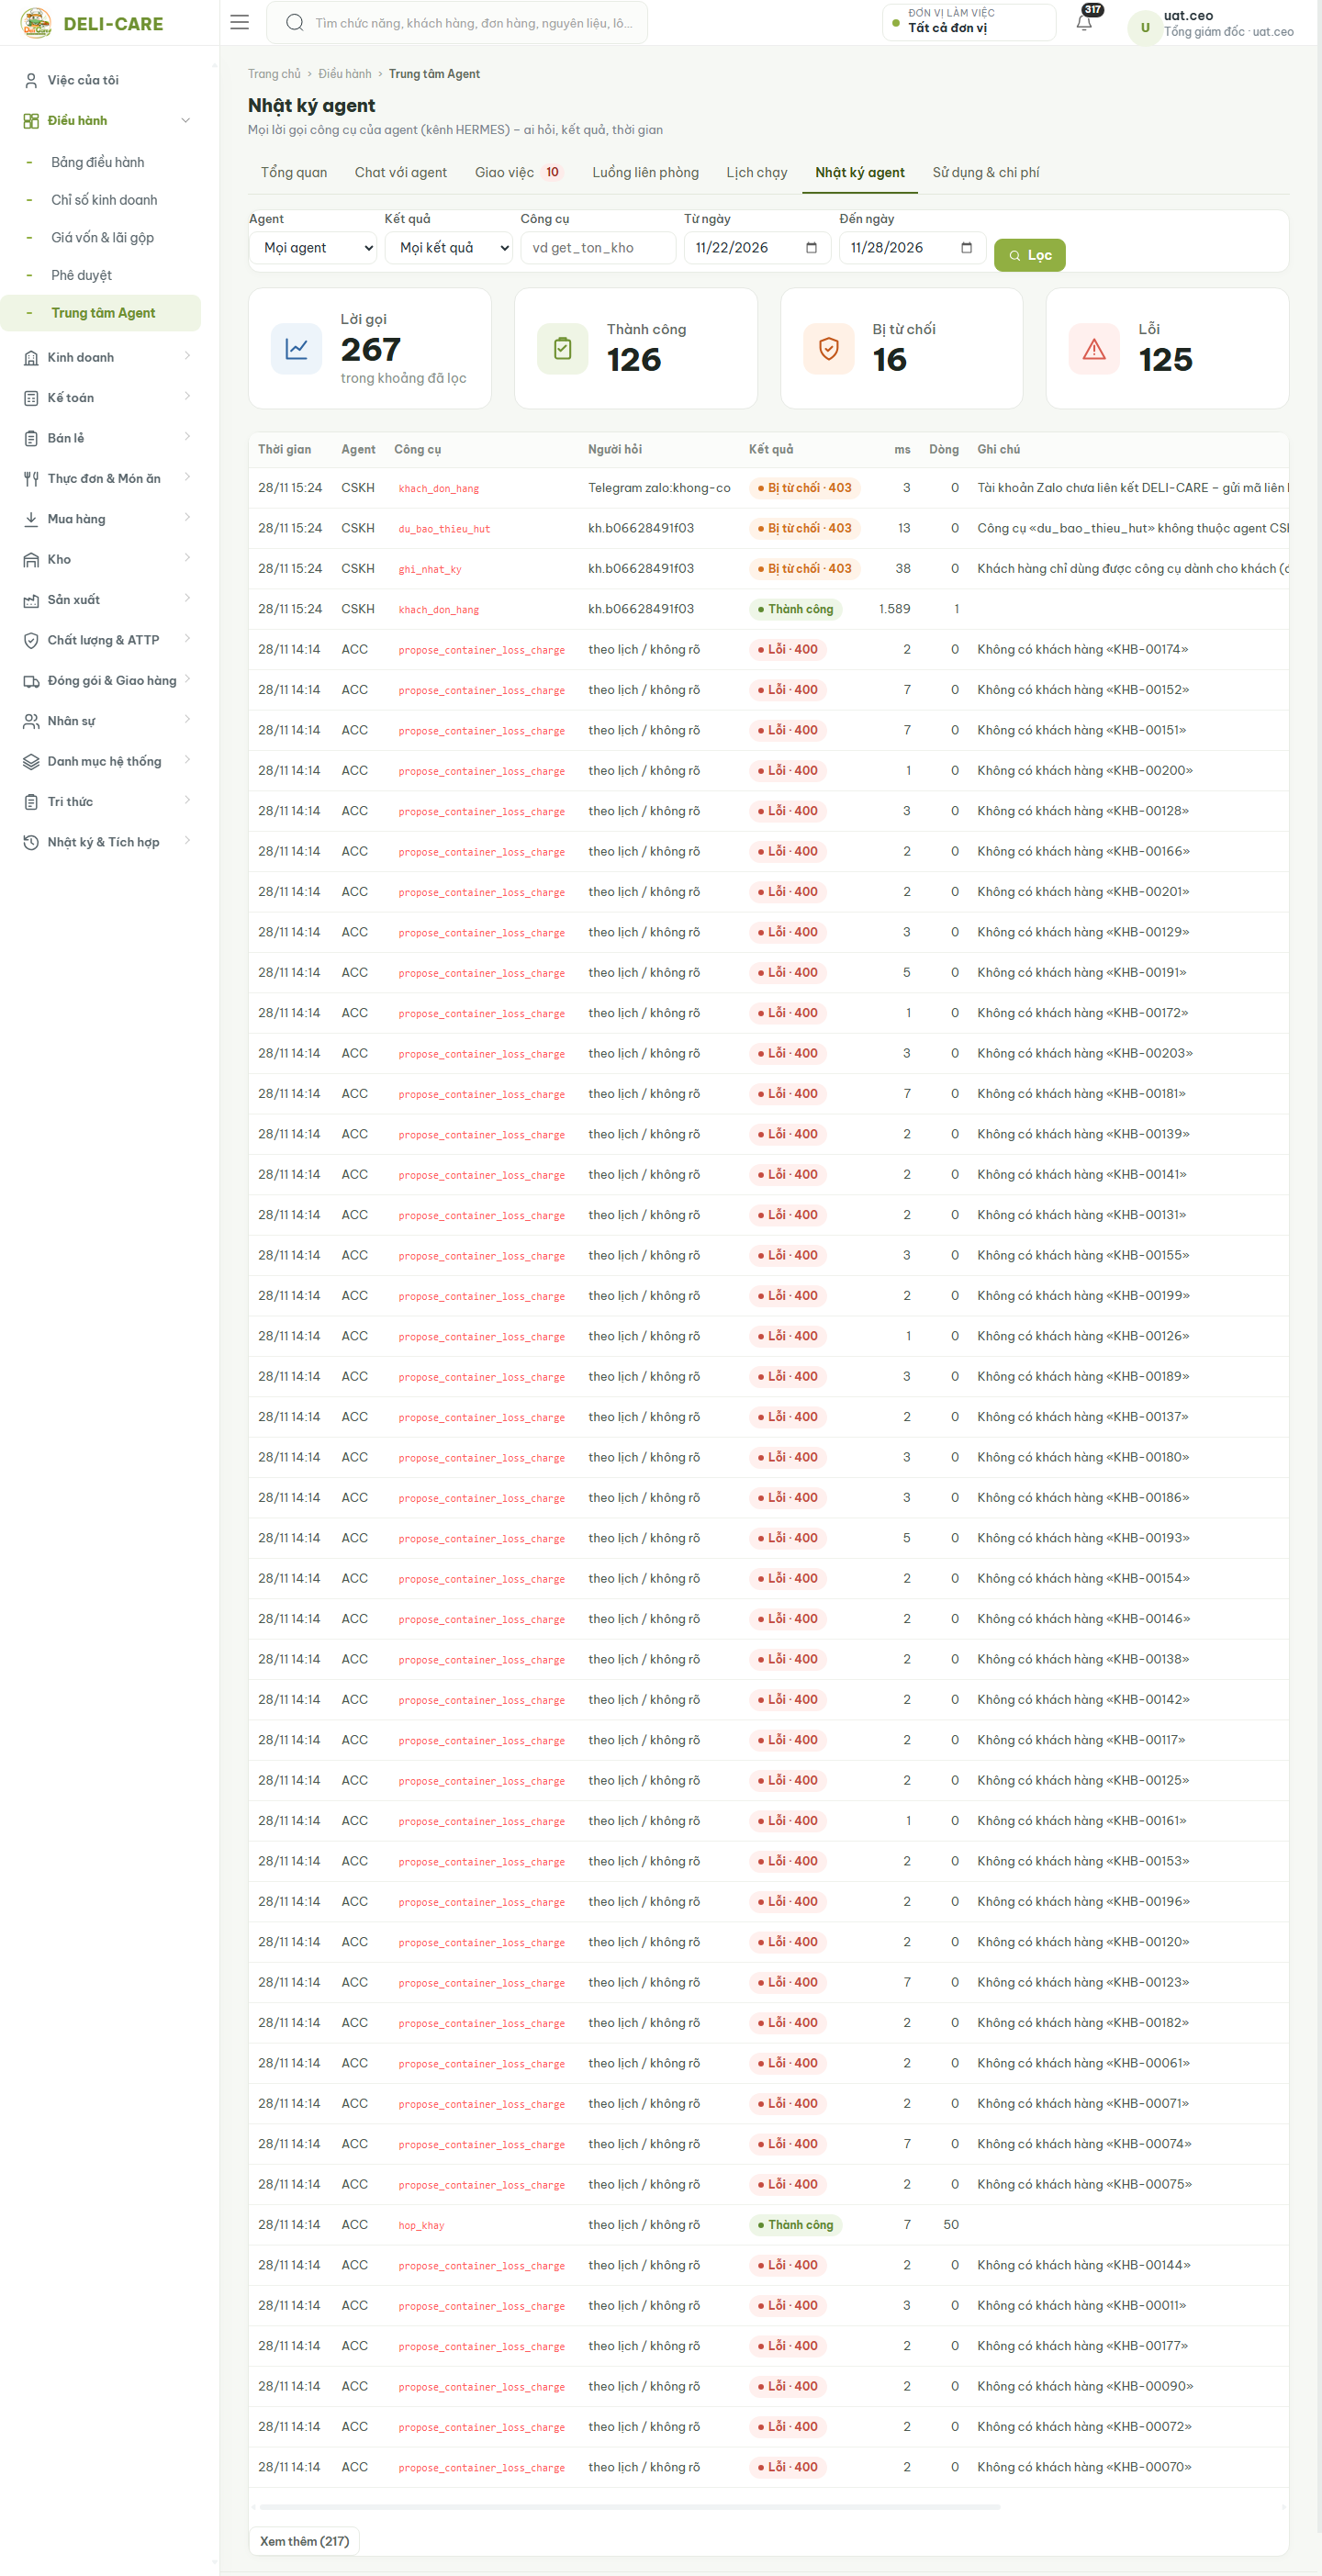 DELI-CARE
Tìm chức năng, khách hàng, đơn hàng, nguyên liệu, lô...
ĐƠN VỊ LÀM VIỆC
Tất cả đơn vị
317
U
uat.ceo
Tổng giám đốc · uat.ceo
Việc của tôi
Điều hành
Bảng điều hành
Chỉ số kinh doanh
Giá vốn & lãi gộp
Phê duyệt
Trung tâm Agent
Kinh doanh
Kế toán
Bán lẻ
Thực đơn & Món ăn
Mua hàng
Kho
Sản xuất
Chất lượng & ATTP
Đóng gói & Giao hàng
Nhân sự
Danh mục hệ thống
Tri thức
Nhật ký & Tích hợp
Trang chủ › Điều hành › Trung tâm Agent
Nhật ký agent
Mọi lời gọi công cụ của agent (kênh HERMES) – ai hỏi, kết quả, thời gian
Tổng quan Chat với agent Giao việc 10 Luồng liên phòng Lịch chạy Nhật ký agent Sử dụng & chi phí
Agent Kết quả Công cụ Từ ngày Đến ngày
Mọi agent Mọi kết quả vd get_ton_kho 11/22/2026 11/28/2026 Lọc
Lời gọi
267
trong khoảng đã lọc
Thành công
126
Bị từ chối
16
Lỗi
125
Thời gian Agent Công cụ Người hỏi Kết quả ms Dòng Ghi chú
28/11 15:24 CSKH khach_don_hang Telegram zalo:khong-co Bị từ chối · 403 3 0 Tài khoản Zalo chưa liên kết DELI-CARE – gửi mã liên
28/11 15:24 CSKH du_bao_thieu_hut kh.b06628491f03 Bị từ chối · 403 13 0 Công cụ «du_bao_thieu_hut» không thuộc agent
28/11 15:24 CSKH ghi_nhat_ky kh.b06628491f03 Bị từ chối · 403 38 0 Khách hàng chỉ dùng được công cụ dành cho khách
28/11 15:24 CSKH khach_don_hang kh.b06628491f03 Thành công 1.589 1
28/11 14:14 ACC propose_container_loss_charge theo lịch / không rõ Lỗi · 400 2 0 Không có khách hàng «KHB-00174»
28/11 14:14 ACC propose_container_loss_charge theo lịch / không rõ Lỗi · 400 7 0 Không có khách hàng «KHB-00152»
28/11 14:14 ACC propose_container_loss_charge theo lịch / không rõ Lỗi · 400 7 0 Không có khách hàng «KHB-00151»
28/11 14:14 ACC propose_container_loss_charge theo lịch / không rõ Lỗi · 400 1 0 Không có khách hàng «KHB-00200»
28/11 14:14 ACC propose_container_loss_charge theo lịch / không rõ Lỗi · 400 3 0 Không có khách hàng «KHB-00128»
28/11 14:14 ACC propose_container_loss_charge theo lịch / không rõ Lỗi · 400 2 0 Không có khách hàng «KHB-00166»
28/11 14:14 ACC propose_container_loss_charge theo lịch / không rõ Lỗi · 400 2 0 Không có khách hàng «KHB-00201»
28/11 14:14 ACC propose_container_loss_charge theo lịch / không rõ Lỗi · 400 3 0 Không có khách hàng «KHB-00129»
28/11 14:14 ACC propose_container_loss_charge theo lịch / không rõ Lỗi · 400 5 0 Không có khách hàng «KHB-00191»
28/11 14:14 ACC propose_container_loss_charge theo lịch / không rõ Lỗi · 400 1 0 Không có khách hàng «KHB-00172»
28/11 14:14 ACC propose_container_loss_charge theo lịch / không rõ Lỗi · 400 3 0 Không có khách hàng «KHB-00203»
28/11 14:14 ACC propose_container_loss_charge theo lịch / không rõ Lỗi · 400 7 0 Không có khách hàng «KHB-00181»
28/11 14:14 ACC propose_container_loss_charge theo lịch / không rõ Lỗi · 400 2 0 Không có khách hàng «KHB-00139»
28/11 14:14 ACC propose_container_loss_charge theo lịch / không rõ Lỗi · 400 2 0 Không có khách hàng «KHB-00141»
28/11 14:14 ACC propose_container_loss_charge theo lịch / không rõ Lỗi · 400 2 0 Không có khách hàng «KHB-00131»
28/11 14:14 ACC propose_container_loss_charge theo lịch / không rõ Lỗi · 400 3 0 Không có khách hàng «KHB-00155»
28/11 14:14 ACC propose_container_loss_charge theo lịch / không rõ Lỗi · 400 2 0 Không có khách hàng «KHB-00199»
28/11 14:14 ACC propose_container_loss_charge theo lịch / không rõ Lỗi · 400 1 0 Không có khách hàng «KHB-00126»
28/11 14:14 ACC propose_container_loss_charge theo lịch / không rõ Lỗi · 400 3 0 Không có khách hàng «KHB-00189»
28/11 14:14 ACC propose_container_loss_charge theo lịch / không rõ Lỗi · 400 2 0 Không có khách hàng «KHB-00137»
28/11 14:14 ACC propose_container_loss_charge theo lịch / không rõ Lỗi · 400 3 0 Không có khách hàng «KHB-00180»
28/11 14:14 ACC propose_container_loss_charge theo lịch / không rõ Lỗi · 400 3 0 Không có khách hàng «KHB-00186»
28/11 14:14 ACC propose_container_loss_charge theo lịch / không rõ Lỗi · 400 5 0 Không có khách hàng «KHB-00193»
28/11 14:14 ACC propose_container_loss_charge theo lịch / không rõ Lỗi · 400 2 0 Không có khách hàng «KHB-00154»
28/11 14:14 ACC propose_container_loss_charge theo lịch / không rõ Lỗi · 400 2 0 Không có khách hàng «KHB-00146»
28/11 14:14 ACC propose_container_loss_charge theo lịch / không rõ Lỗi · 400 2 0 Không có khách hàng «KHB-00138»
28/11 14:14 ACC propose_container_loss_charge theo lịch / không rõ Lỗi · 400 2 0 Không có khách hàng «KHB-00142»
28/11 14:14 ACC propose_container_loss_charge theo lịch / không rõ Lỗi · 400 2 0 Không có khách hàng «KHB-00117»
28/11 14:14 ACC propose_container_loss_charge theo lịch / không rõ Lỗi · 400 2 0 Không có khách hàng «KHB-00125»
28/11 14:14 ACC propose_container_loss_charge theo lịch / không rõ Lỗi · 400 1 0 Không có khách hàng «KHB-00161»
28/11 14:14 ACC propose_container_loss_charge theo lịch / không rõ Lỗi · 400 2 0 Không có khách hàng «KHB-00153»
28/11 14:14 ACC propose_container_loss_charge theo lịch / không rõ Lỗi · 400 2 0 Không có khách hàng «KHB-00196»
28/11 14:14 ACC propose_container_loss_charge theo lịch / không rõ Lỗi · 400 2 0 Không có khách hàng «KHB-00120»
28/11 14:14 ACC propose_container_loss_charge theo lịch / không rõ Lỗi · 400 7 0 Không có khách hàng «KHB-00123»
28/11 14:14 ACC propose_container_loss_charge theo lịch / không rõ Lỗi · 400 2 0 Không có khách hàng «KHB-00182»
28/11 14:14 ACC propose_container_loss_charge theo lịch / không rõ Lỗi · 400 2 0 Không có khách hàng «KHB-00061»
28/11 14:14 ACC propose_container_loss_charge theo lịch / không rõ Lỗi · 400 2 0 Không có khách hàng «KHB-00071»
28/11 14:14 ACC propose_container_loss_charge theo lịch / không rõ Lỗi · 400 7 0 Không có khách hàng «KHB-00074»
28/11 14:14 ACC propose_container_loss_charge theo lịch / không rõ Lỗi · 400 2 0 Không có khách hàng «KHB-00075»
28/11 14:14 ACC hop_khay theo lịch / không rõ Thành công 7 50
28/11 14:14 ACC propose_container_loss_charge theo lịch / không rõ Lỗi · 400 2 0 Không có khách hàng «KHB-00144»
28/11 14:14 ACC propose_container_loss_charge theo lịch / không rõ Lỗi · 400 3 0 Không có khách hàng «KHB-00011»
28/11 14:14 ACC propose_container_loss_charge theo lịch / không rõ Lỗi · 400 2 0 Không có khách hàng «KHB-00177»
28/11 14:14 ACC propose_container_loss_charge theo lịch / không rõ Lỗi · 400 2 0 Không có khách hàng «KHB-00090»
28/11 14:14 ACC propose_container_loss_charge theo lịch / không rõ Lỗi · 400 2 0 Không có khách hàng «KHB-00072»
28/11 14:14 ACC propose_container_loss_charge theo lịch / không rõ Lỗi · 400 2 0 Không có khách hàng «KHB-00070»
Xem thêm (217)